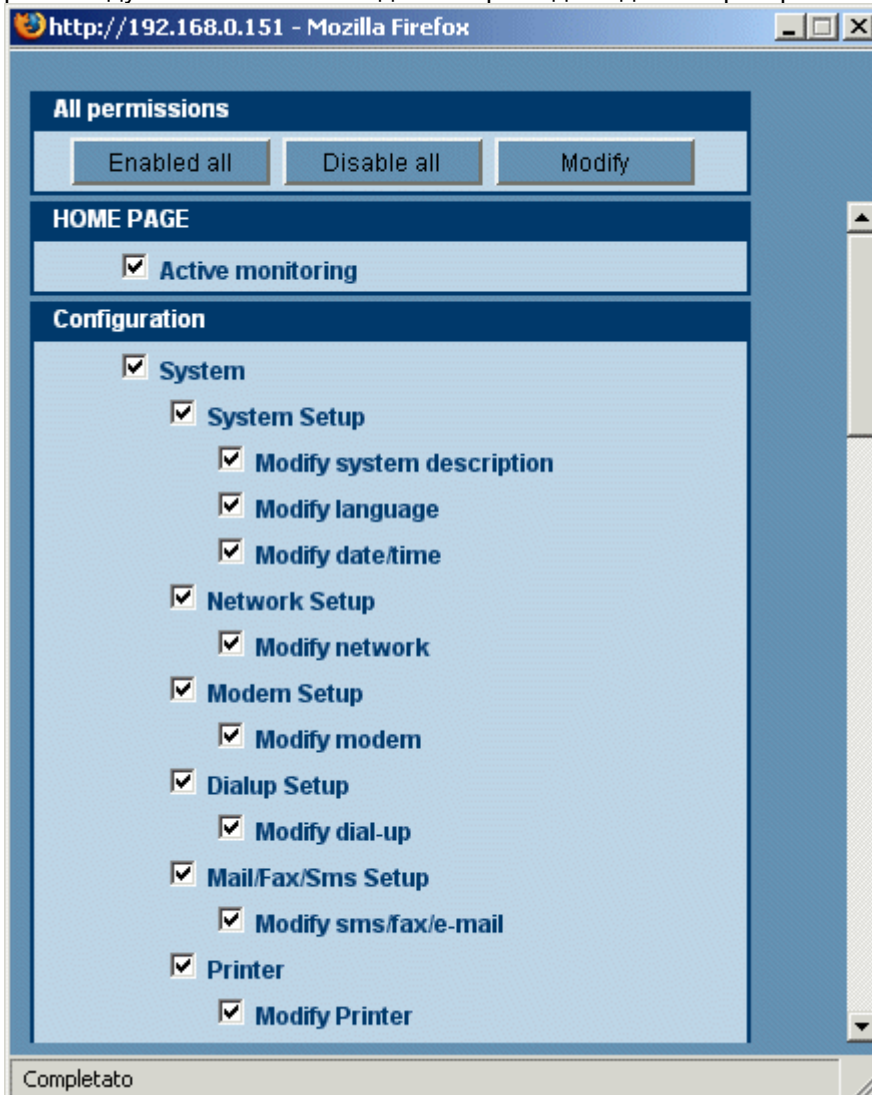 http://192.168.0.151 - Mozilla Firefox
All permissions
Enabled all Disable all Modify
HOME PAGE
Active monitoring
Configuration
System
System Setup
Modify system description
Modify language
Modify date/time
Network Setup
Modify network
Modem Setup
Modify modem
Dialup Setup
Modify dial-up
Mail/Fax/Sms Setup
Modify sms/fax/e-mail
Printer
Modify Printer
Completato